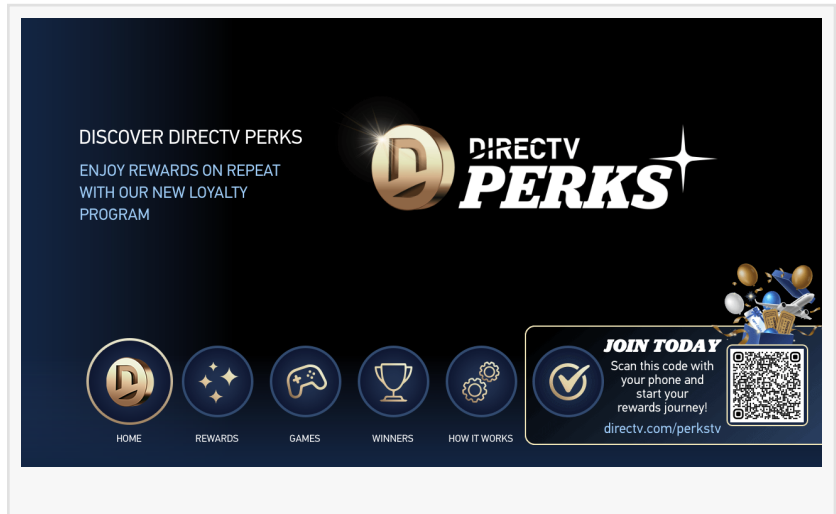 DISCOVER DIRECTV PERKS
ENJOY REWARDS ON REPEAT
WITH OUR NEW LOYALTY
PROGRAM
DIRECTV
PERKS
HOME
REWARDS
GAMES
WINNERS
HOW IT WORKS
JOIN TODAY
Scan this code with
your phone and
start your
rewards journey!
directv.com/perkstv